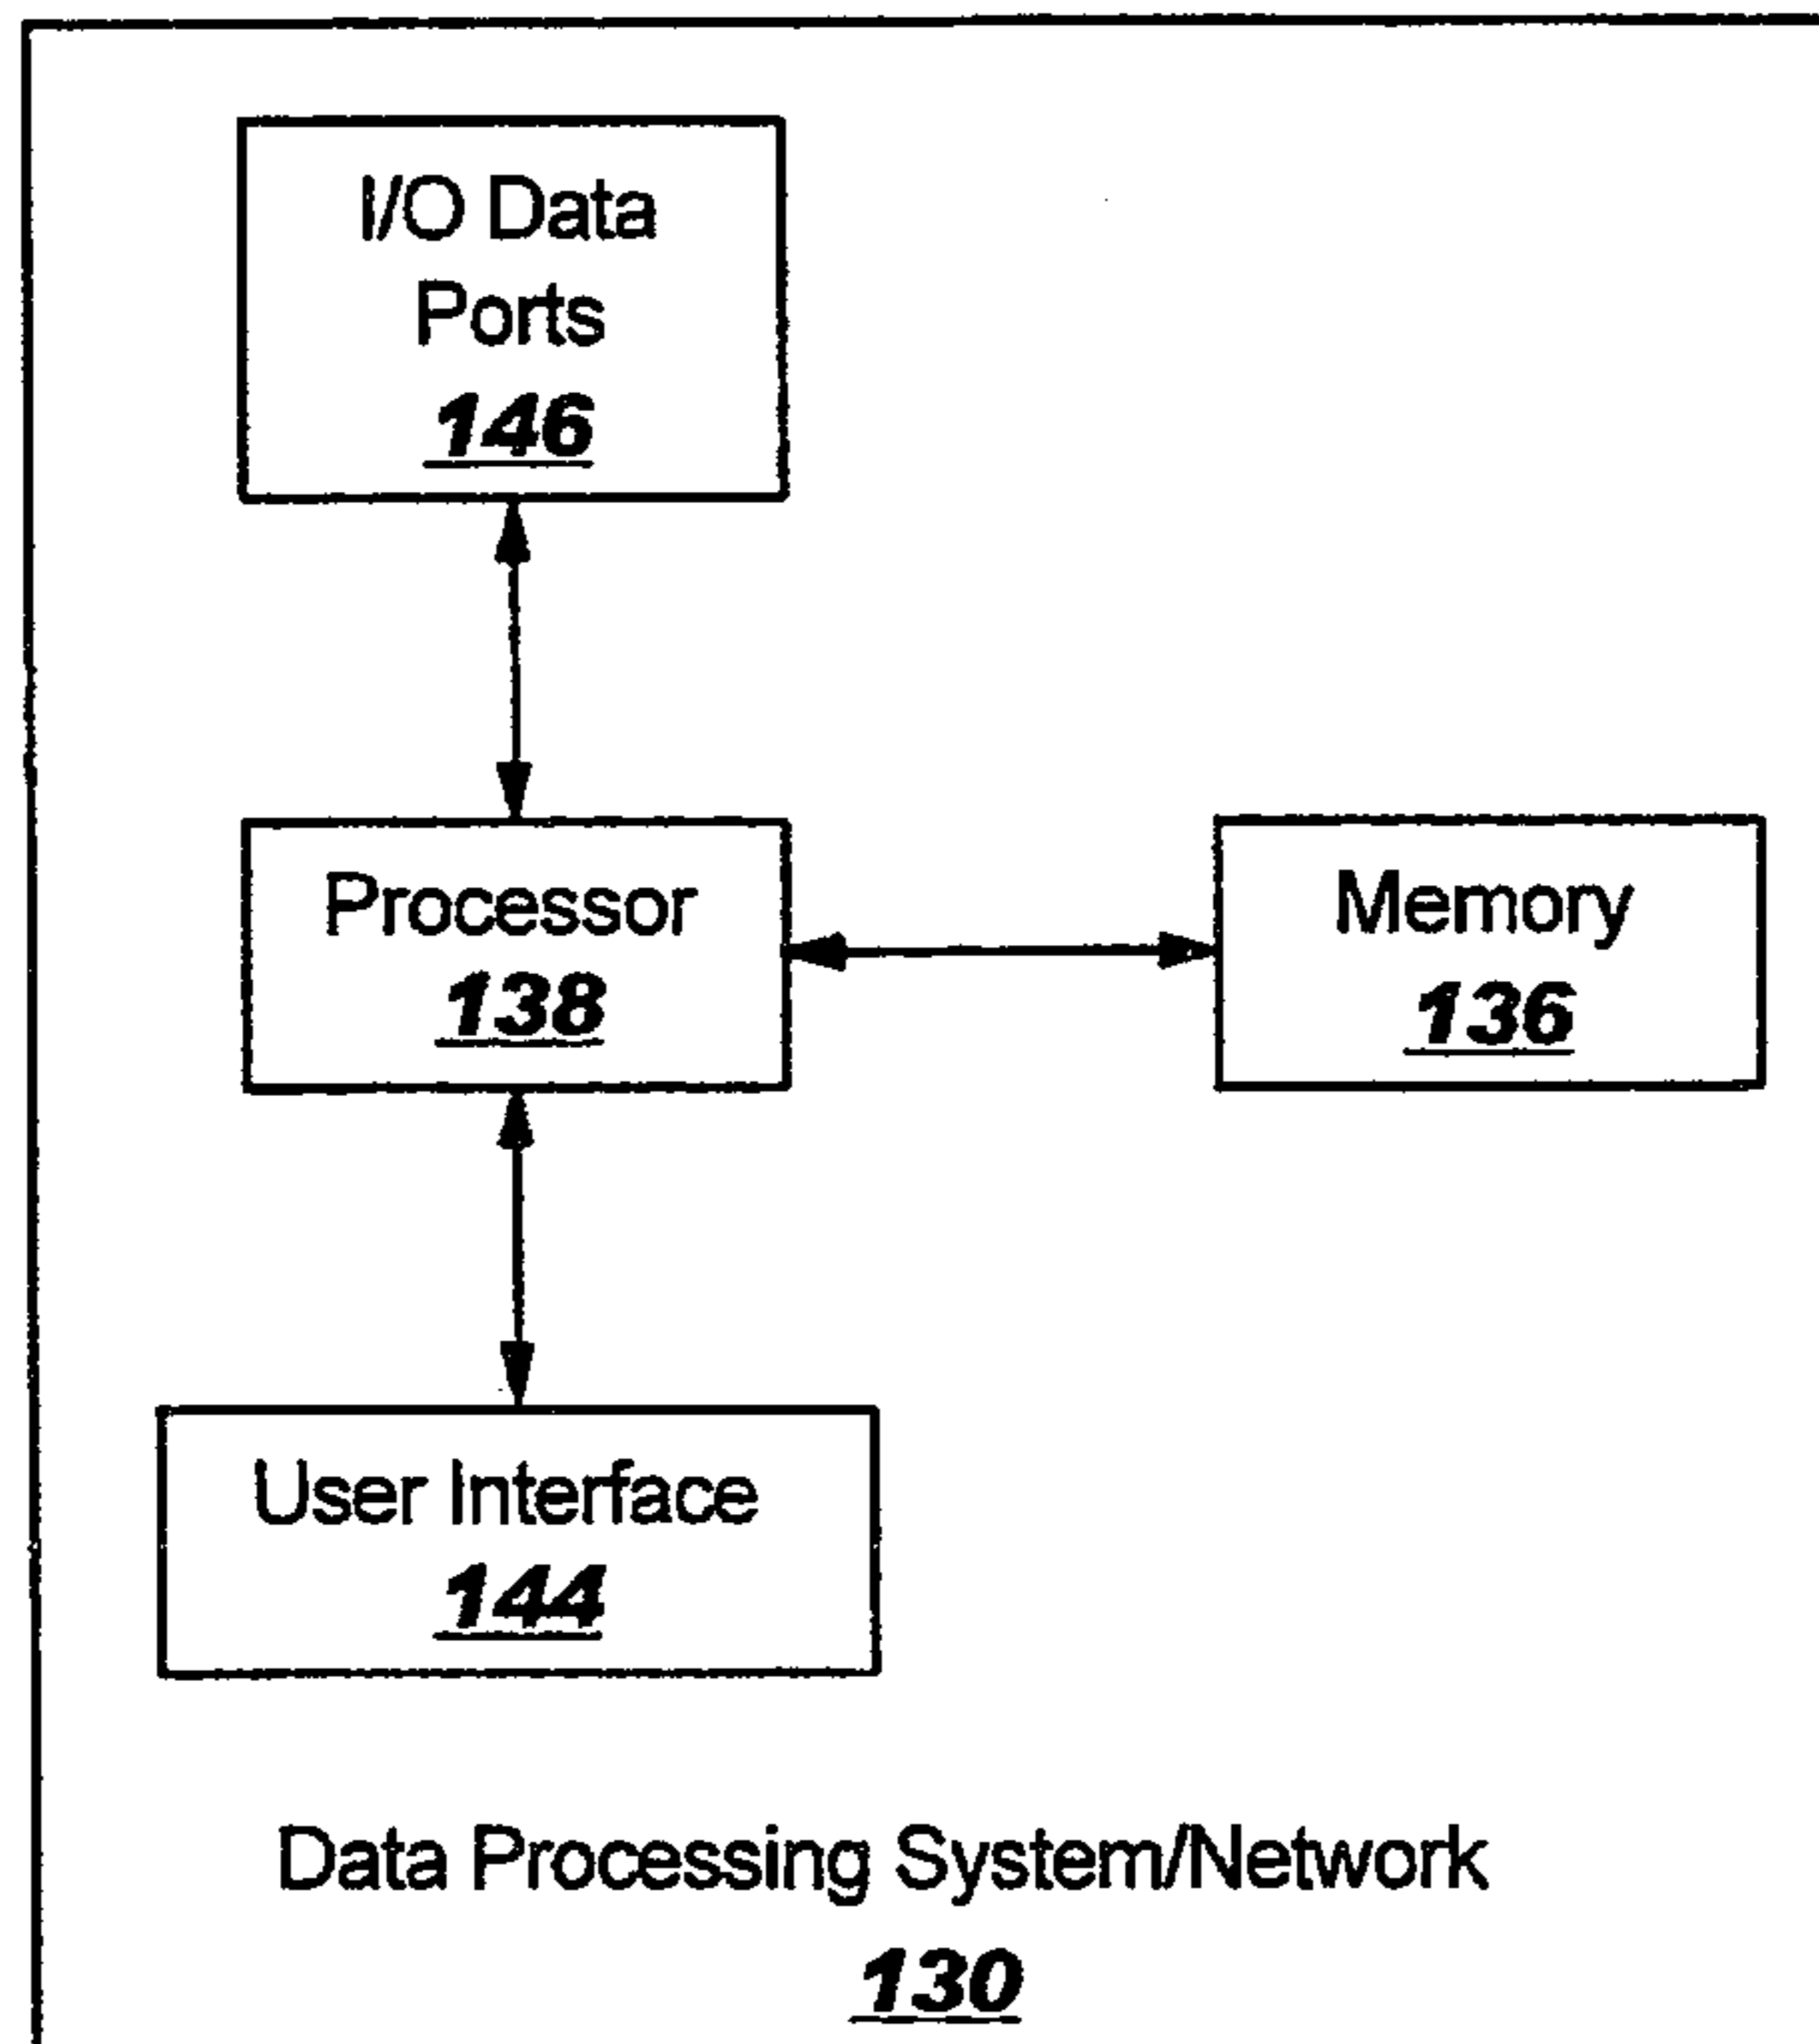 I/O Data
Ports
146
Processor
138
Memory
136
User Interface
144
Data Processing System/Network
130